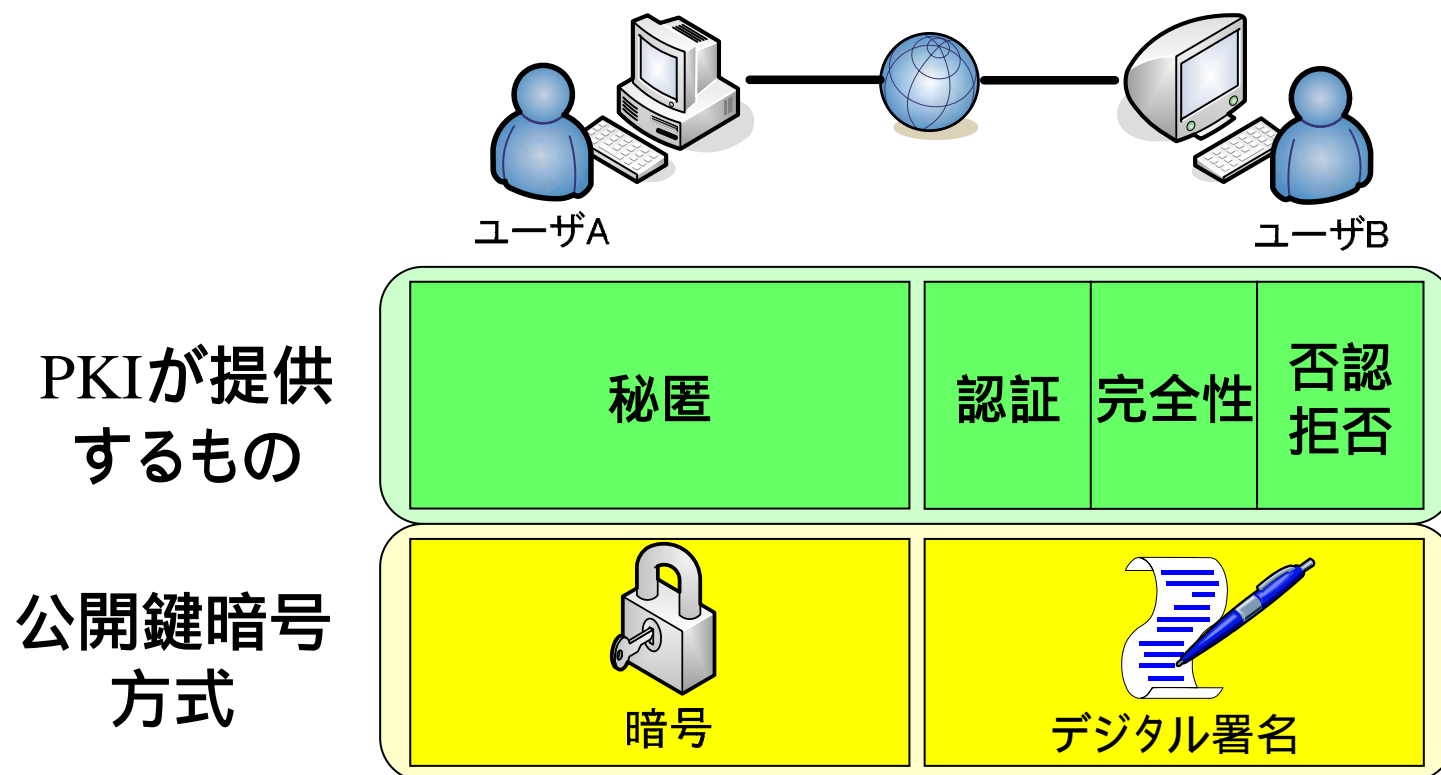 ユーザA
ユーザB
PKIが提供
するもの
秘匿
認証
完全性
否認
拒否
公開鍵暗号
方式
暗号
デジタル署名